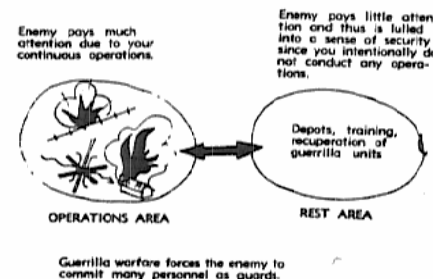 Enemy pays much
attention due to your
continuous operations.
Enemy pays little atten-
tion and thus is lulled
into a sense of security
since you intentionally do
not conduct any opera-
tions.
Depots, training,
recuperation of
guerrilla units
OPERATIONS AREA
REST AREA
Guerrilla warfare forces the enemy to
commit many personnel as guards.